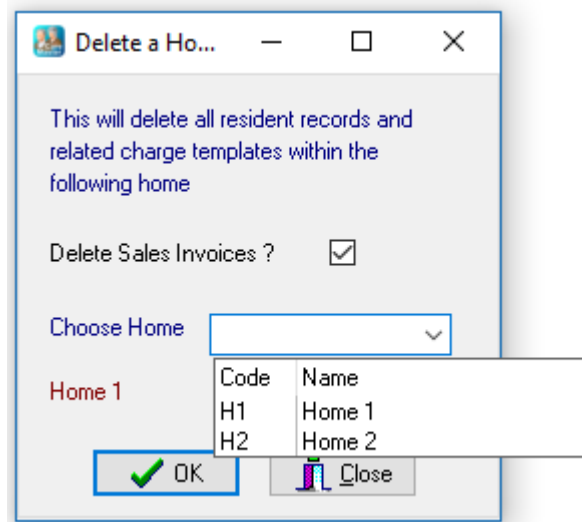 Delete a Ho...
This will delete all resident records and
related charge templates within the
following home
Delete Sales Invoices ?
Choose Home
Code Name
Home 1
H1 Home 1
H2 Home 2
OK Close